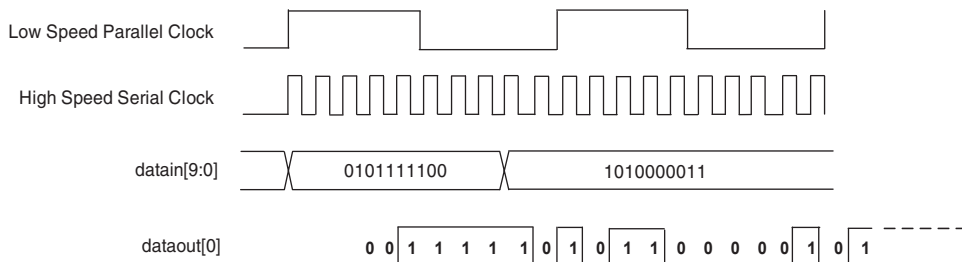 Low Speed Parallel Clock
High Speed Serial Clock
datain[9:0] 0101111100 1010000011
dataout[0] 0 0 1 1 1 1 1 0 1 0 1 1 0 0 0 0 0 1 0 1